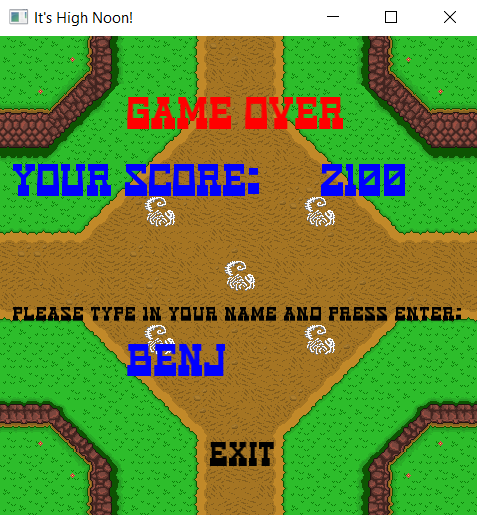 It's High Noon!
GAME OVER
YOUR SCORE: 2100
PLEASE TYPE IN YOUR NAME AND PRESS ENTER:
BENJ
EXIT